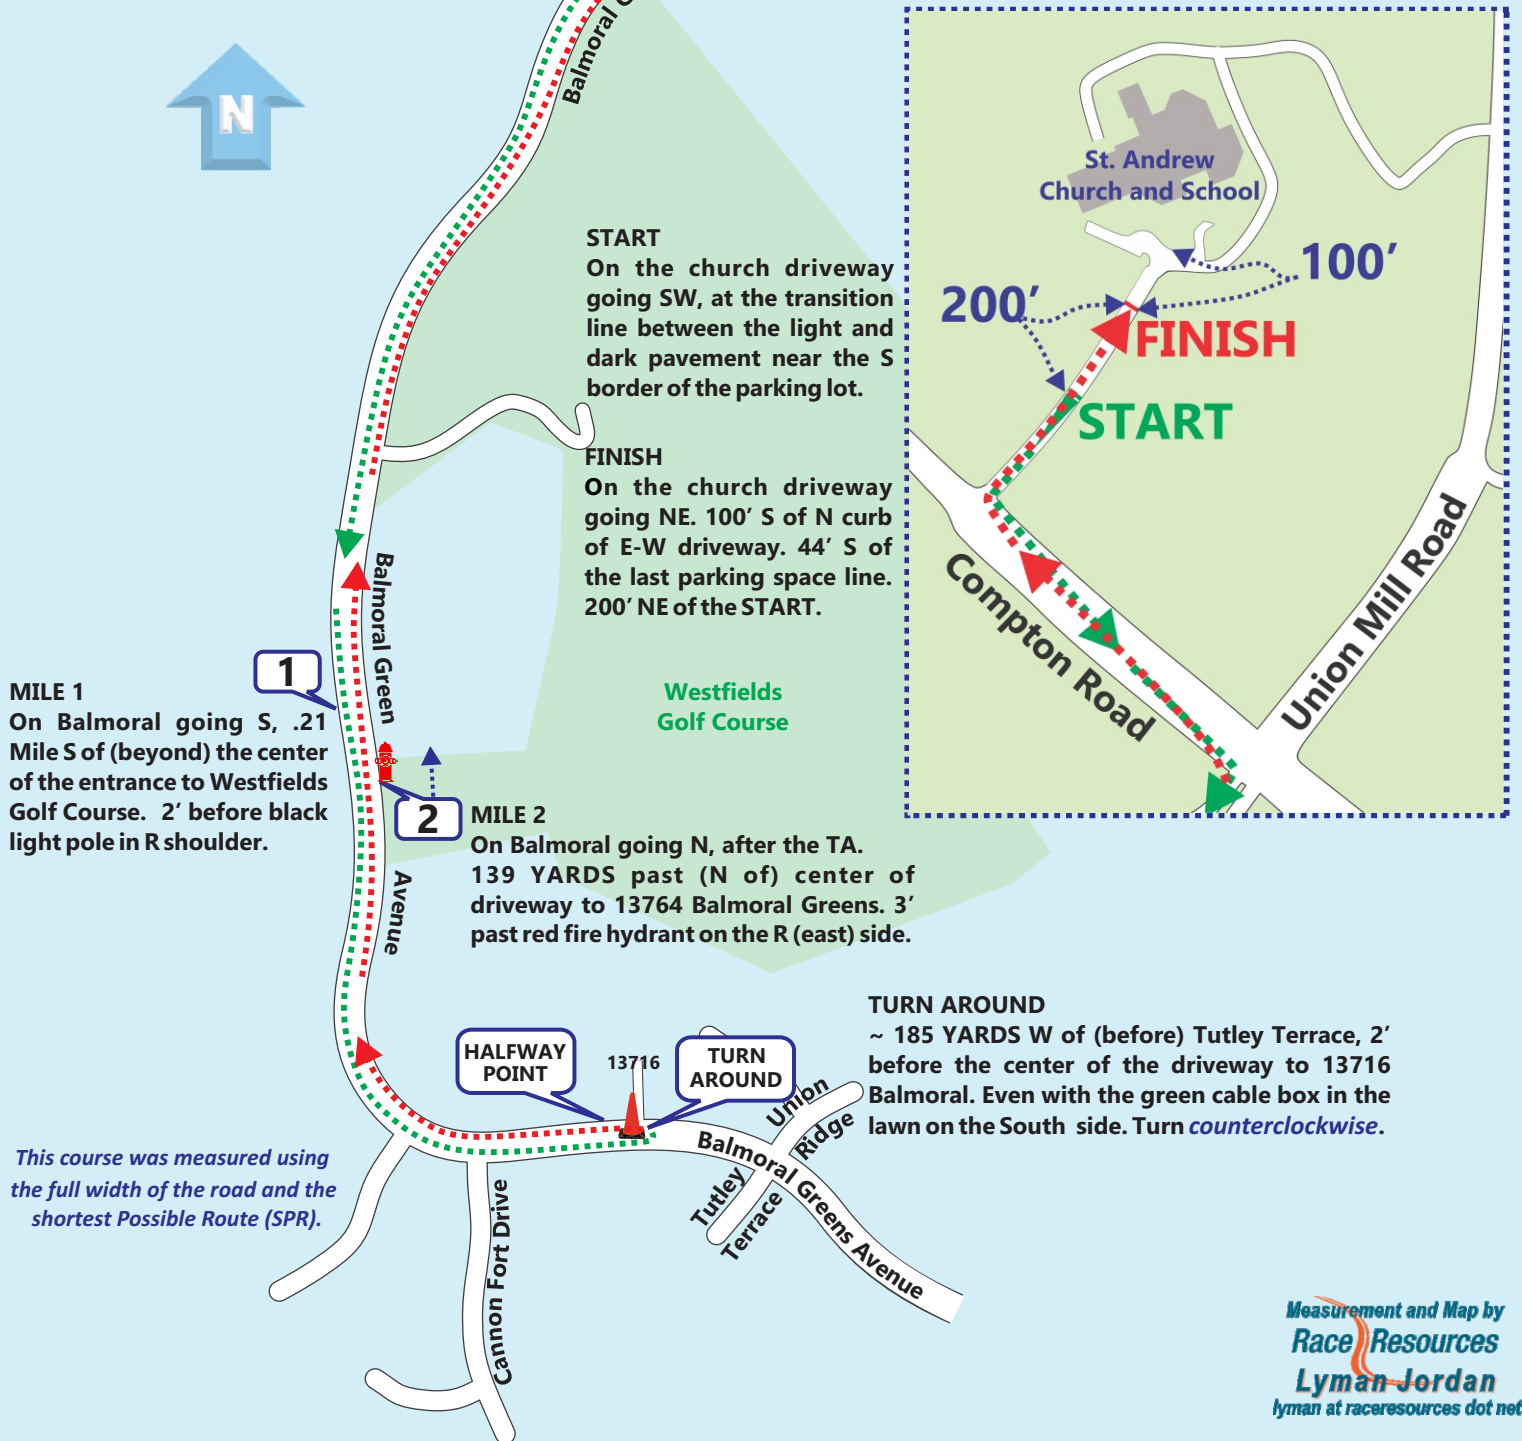 Balmoral
N
St. Andrew
Church and School
100’
200’
FINISH
START
Compton Road
Union Mill Road
START
On the church driveway
going SW, at the transition
line between the light and
dark pavement near the S
border of the parking lot.
FINISH
On the church driveway
going NE. 100’ S of N curb
of E-W driveway. 44’ S of
the last parking space line.
200’ NE of the START.
Balmoral Green
1
MILE 1
On Balmoral going S, .21
Mile S of (beyond) the center
of the entrance to Westfields
Golf Course. 2’ before black
light pole in R shoulder.
Westfields
Golf Course
2
MILE 2
On Balmoral going N, after the TA.
139 YARDS past (N of) center of
driveway to 13764 Balmoral Greens. 3’
past red fire hydrant on the R (east) side.
Avenue
HALFWAY
POINT
13716
TURN
AROUND
TURN AROUND
~ 185 YARDS W of (before) Tutley Terrace, 2’
before the center of the driveway to 13716
Balmoral. Even with the green cable box in the
lawn on the South side. Turn counterclockwise.
Union
Ridge
Balmoral Greens Avenue
Tutley
Terrace
This course was measured using
the full width of the road and the
shortest Possible Route (SPR).
Cannon Fort Drive
Measurement and Map by
Race Resources
Lyman Jordan
lyman at raceresources dot net